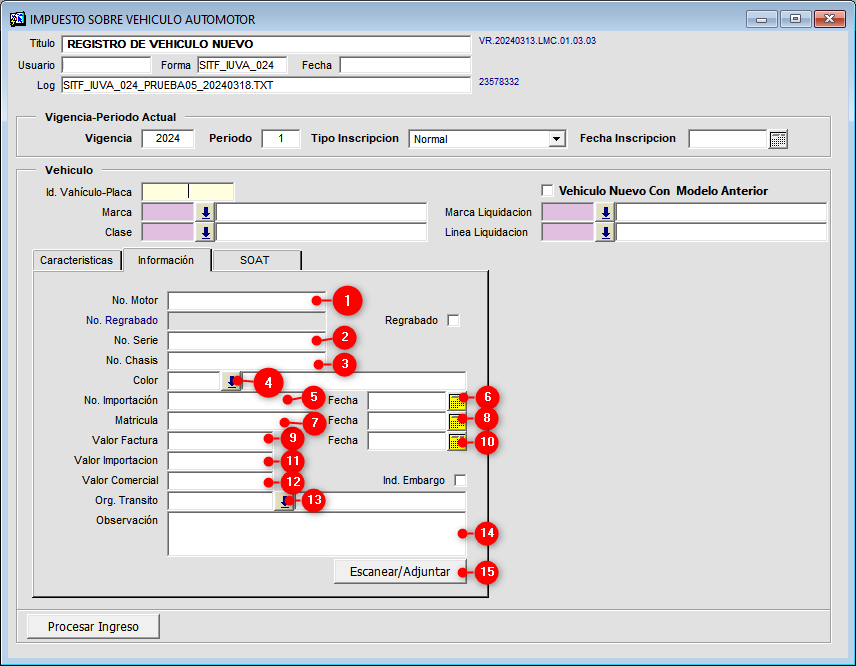 IMPUESTO SOBRE VEHICULO AUTOMOTOR
Titulo REGISTRO DE VEHICULO NUEVO VR.20240313.LMC.01.03.03
Usuario Forma SITF_IUVA_024 Fecha
Log SITF_IUVA_024_PRUEBA05_20240318.TXT 23578332
Vigencia-Periodo Actual
Vigencia 2024 Periodo 1 Tipo Inscripcion Normal Fecha Inscripcion
Vehiculo
Id. Vahículo-Placa Vehiculo Nuevo Con Modelo Anterior
Marca Marca Liquidacion
Clase Linea Liquidacion
Caracteristicas Información SOAT
No. Motor 1
No. Regrabado Regrabado
No. Serie 2
No. Chasis 3
Color 4
No. Importación 5 Fecha 6
Matricula 7 Fecha 8
Valor Factura 9 Fecha 10
Valor Importacion 11
Valor Comercial 12 Ind. Embargo
Org. Transito 13
Observación 14
Escanear/Adjuntar 15
Procesar Ingreso